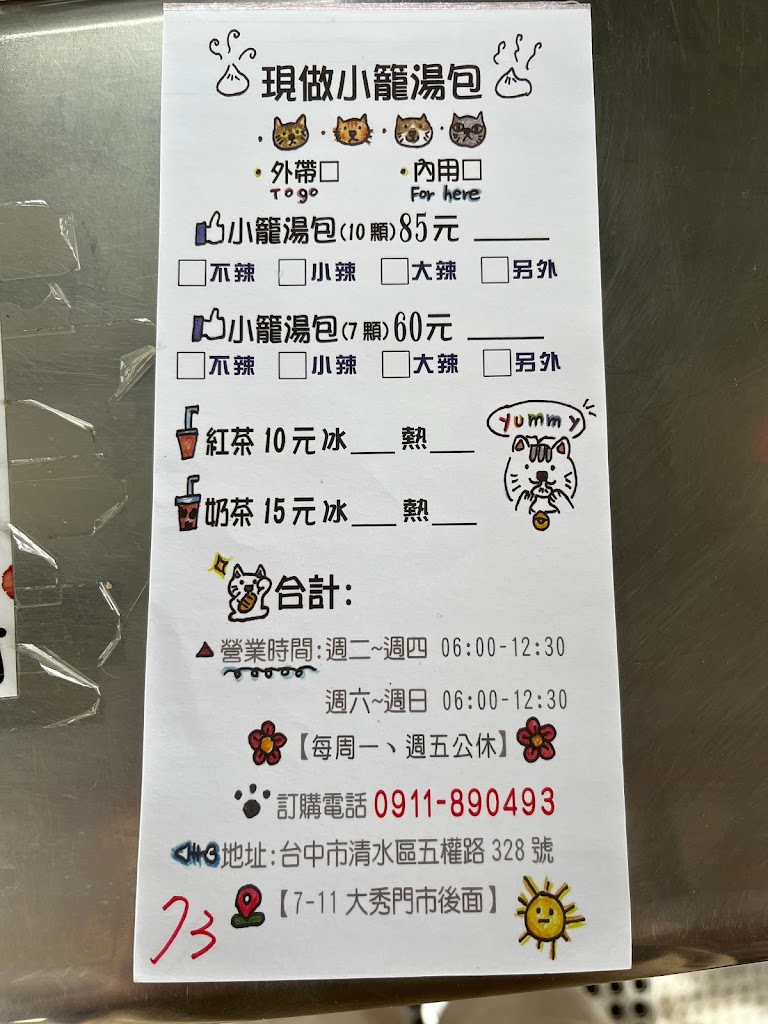 現做小籠湯包
外帶□ 內用□
To go For here
小籠湯包(10 顆)85元 ____
□不辣 □小辣 □大辣 □另外
小籠湯包(7 顆)60元 ____
□不辣 □小辣 □大辣 □另外
yummy
紅茶 10 元 冰___ 熱___
奶茶 15 元 冰___ 熱___
合計:
營業時間:週二~週四 06:00-12:30
週六~週日 06:00-12:30
【每周一、週五公休】
訂購電話 0911-890493
地址:台中市清水區五權路 328 號
【7-11 大秀門市後面】
73